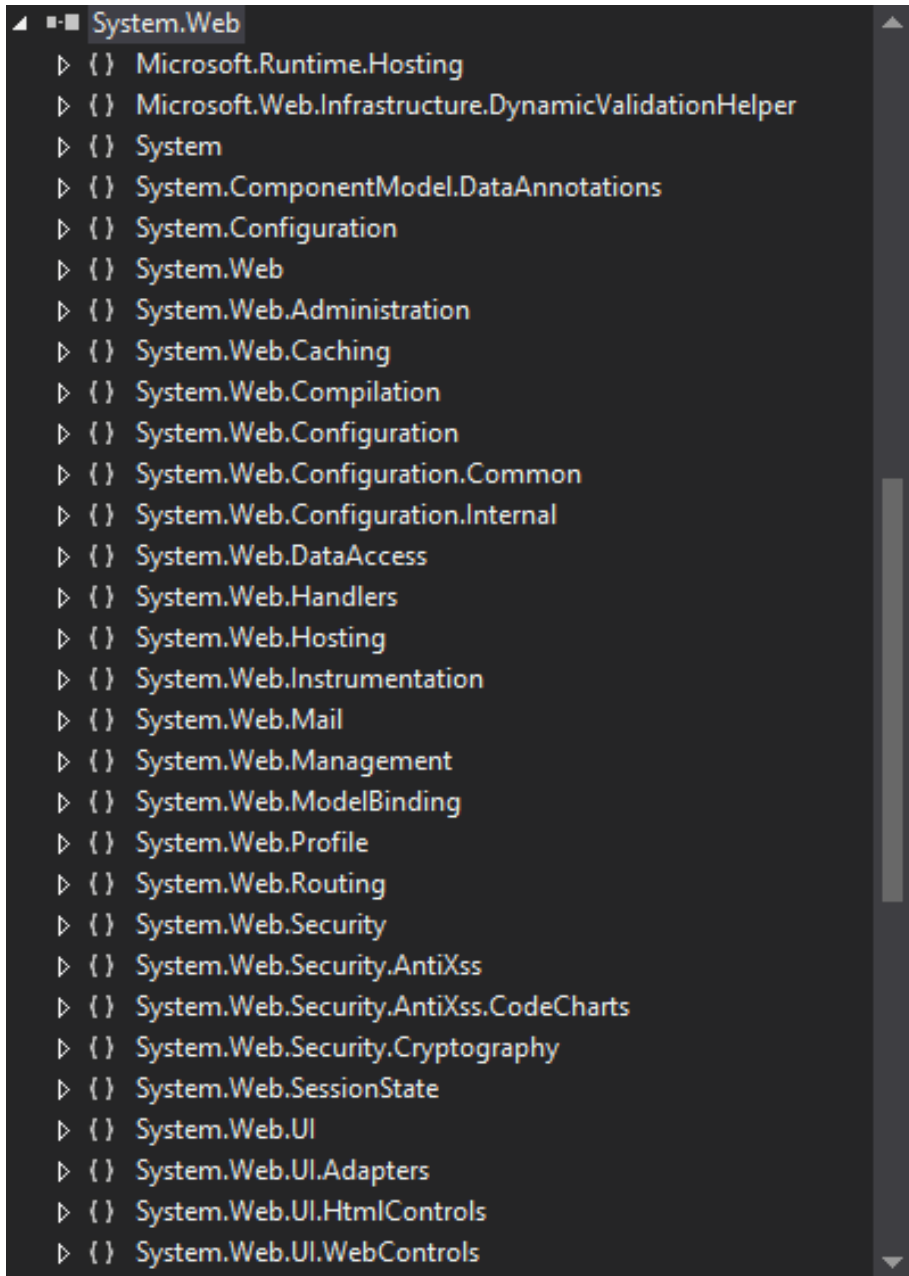 System.Web
{ } Microsoft.Runtime.Hosting
{ } Microsoft.Web.Infrastructure.DynamicValidationHelper
{ } System
{ } System.ComponentModel.DataAnnotations
{ } System.Configuration
{ } System.Web
{ } System.Web.Administration
{ } System.Web.Caching
{ } System.Web.Compilation
{ } System.Web.Configuration
{ } System.Web.Configuration.Common
{ } System.Web.Configuration.Internal
{ } System.Web.DataAccess
{ } System.Web.Handlers
{ } System.Web.Hosting
{ } System.Web.Instrumentation
{ } System.Web.Mail
{ } System.Web.Management
{ } System.Web.ModelBinding
{ } System.Web.Profile
{ } System.Web.Routing
{ } System.Web.Security
{ } System.Web.Security.AntiXss
{ } System.Web.Security.AntiXss.CodeCharts
{ } System.Web.Security.Cryptography
{ } System.Web.SessionState
{ } System.Web.UI
{ } System.Web.UI.Adapters
{ } System.Web.UI.HtmlControls
{ } System.Web.UI.WebControls